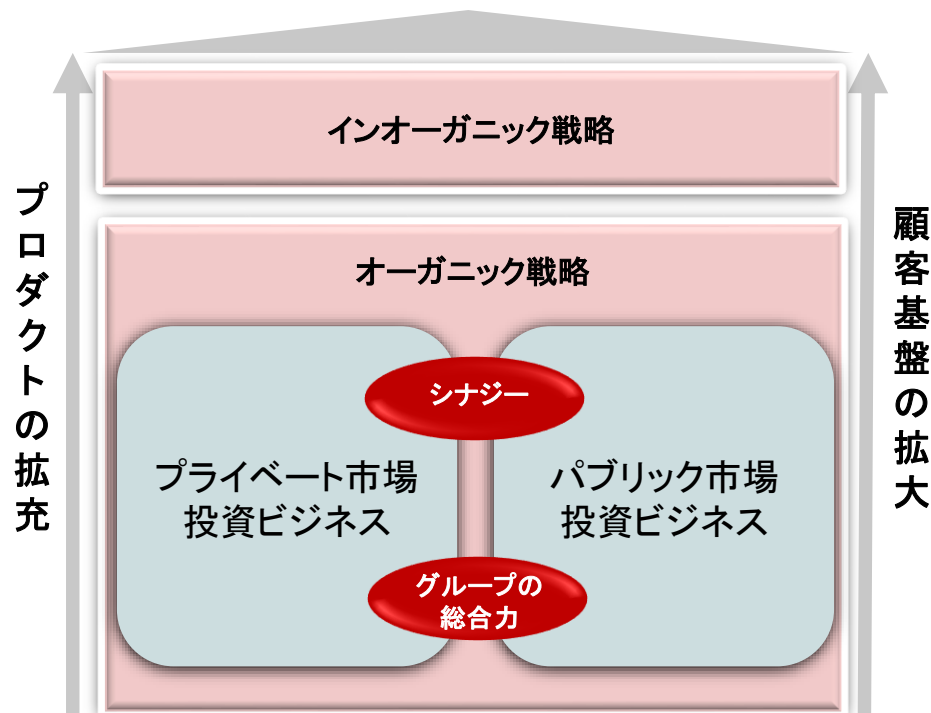 インオーガニック戦略
プロダクトの拡充
顧客基盤の拡大
オーガニック戦略
シナジー
プライベート市場
投資ビジネス
パブリック市場
投資ビジネス
グループの
総合力